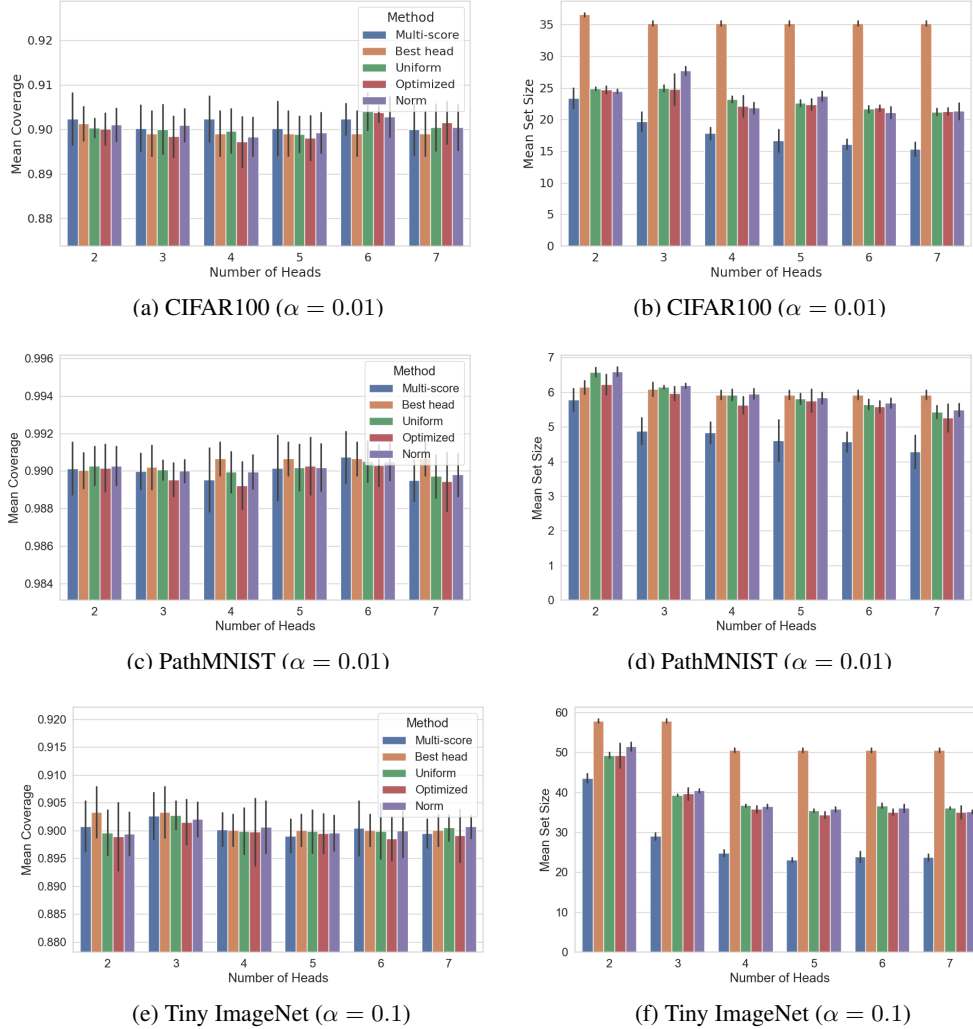 Mean Coverage
0.92
0.91
0.90
0.89
0.88
Method
Multi-score
Best head
Uniform
Optimized
Norm
2 3 4 5 6 7
Number of Heads
(a) CIFAR100 (α = 0.01)
Mean Set Size
35
30
25
20
15
10
5
0
2 3 4 5 6 7
Number of Heads
(b) CIFAR100 (α = 0.01)
Mean Coverage
0.996
0.994
0.992
0.990
0.988
0.986
0.984
Method
Multi-score
Best head
Uniform
Optimized
Norm
2 3 4 5 6 7
Number of Heads
(c) PathMNIST (α = 0.01)
Mean Set Size
7
6
5
4
3
2
1
0
2 3 4 5 6 7
Number of Heads
(d) PathMNIST (α = 0.01)
Mean Coverage
0.920
0.915
0.910
0.905
0.900
0.895
0.890
0.885
0.880
Method
Multi-score
Best head
Uniform
Optimized
Norm
2 3 4 5 6 7
Number of Heads
(e) Tiny ImageNet (α = 0.1)
Mean Set Size
60
50
40
30
20
10
0
2 3 4 5 6 7
Number of Heads
(f) Tiny ImageNet (α = 0.1)